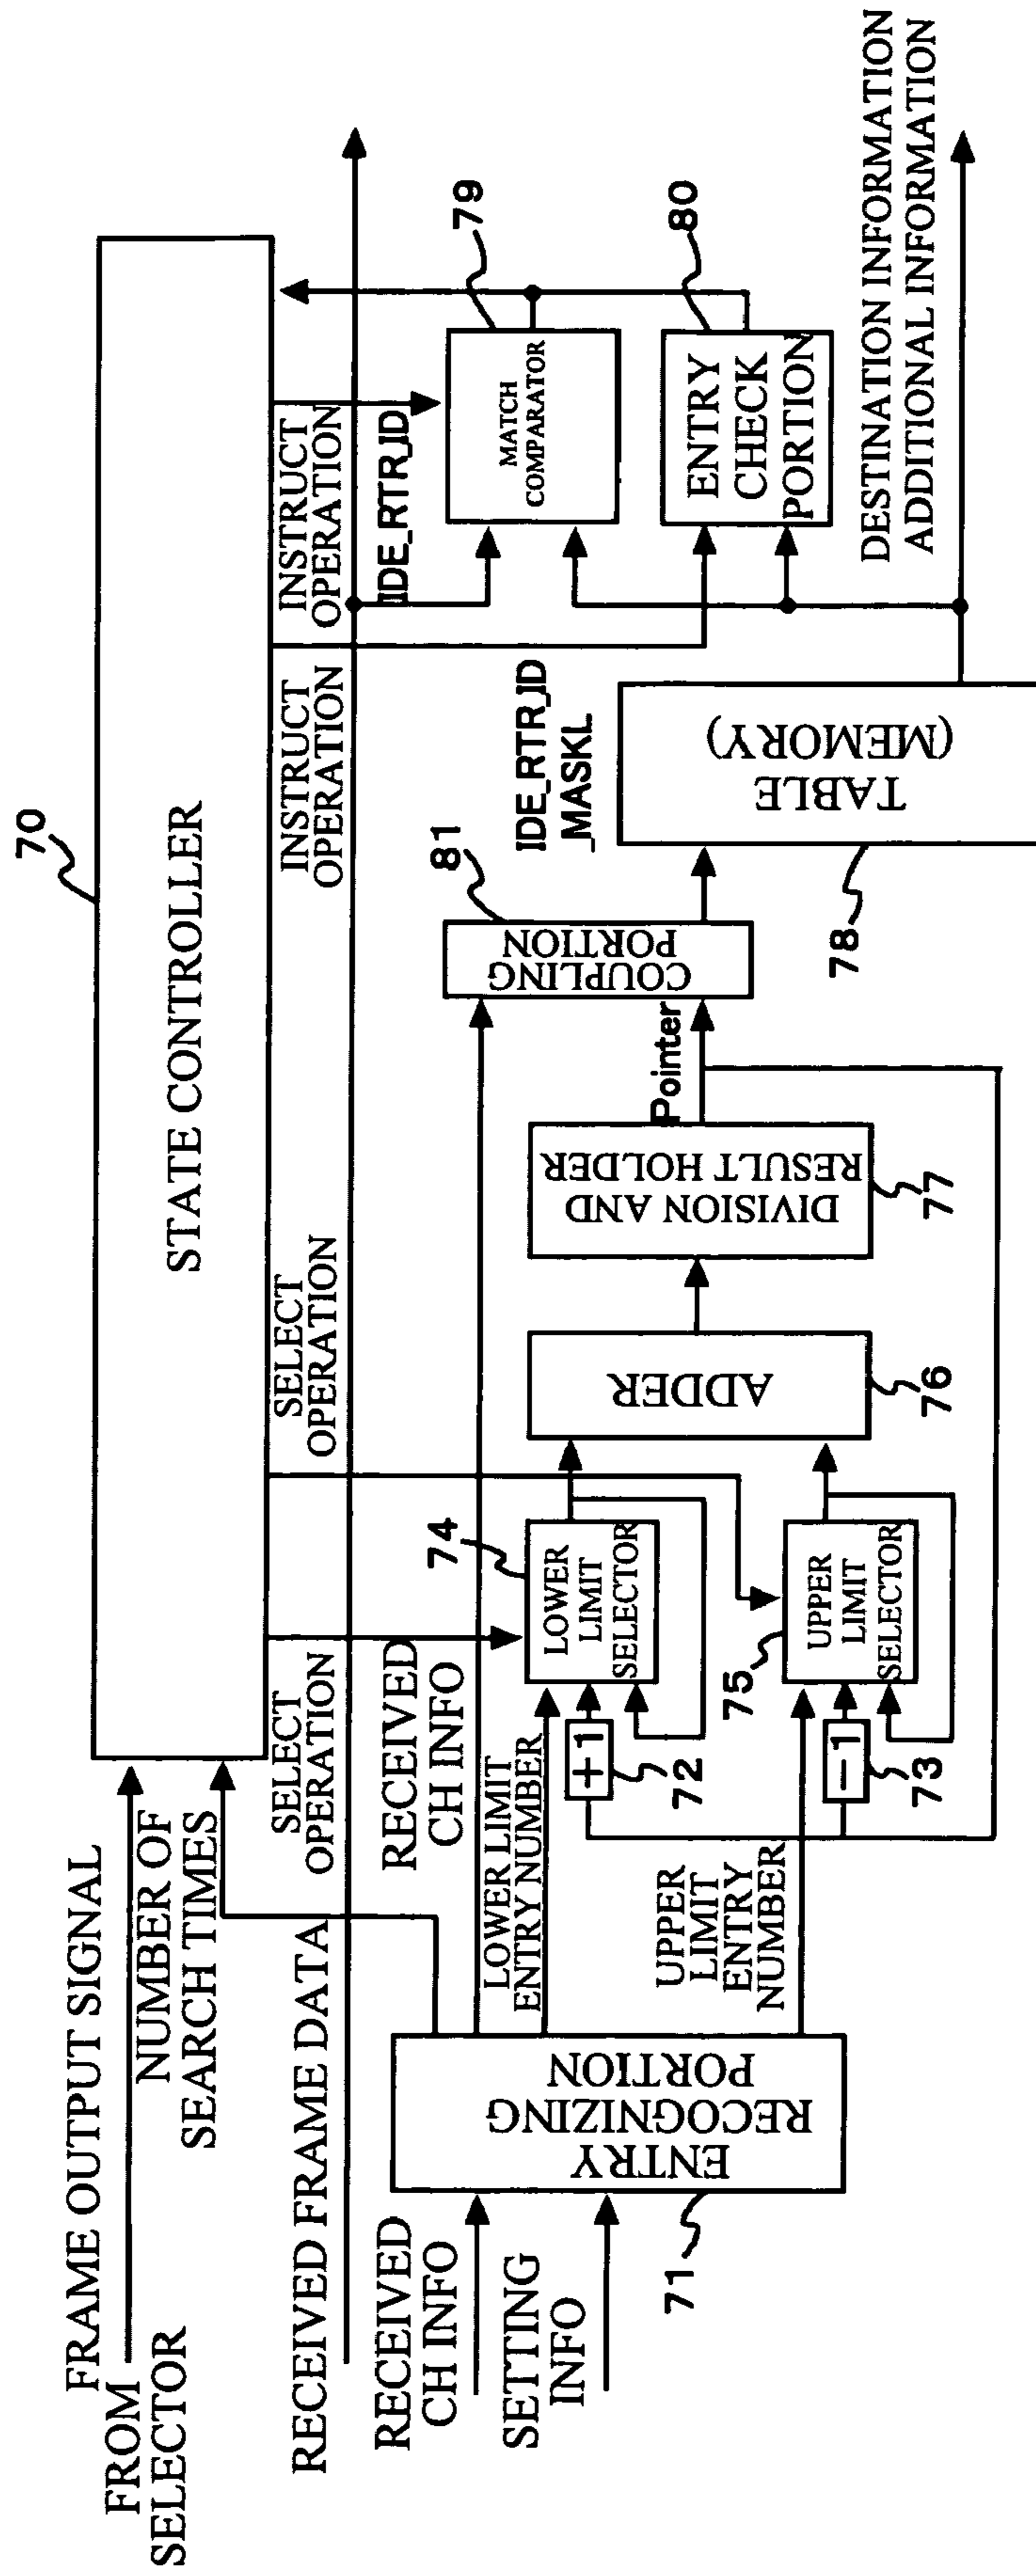 70
STATE CONTROLLER
FRAME OUTPUT SIGNAL
FROM
SELECTOR
NUMBER OF
SEARCH TIMES
RECEIVED FRAME DATA
SELECT
OPERATION
SELECT
OPERATION
INSTRUCT
OPERATION
INSTRUCT
OPERATION
RECEIVED
CH INFO
SETTING
INFO
ENTRY
RECOGNIZING
PORTION
71
RECEIVED
CH INFO
LOWER LIMIT
ENTRY NUMBER
UPPER
LIMIT
ENTRY
NUMBER
+1
72
-1
73
74
LOWER
LIMIT
SELECTOR
75
UPPER
LIMIT
SELECTOR
ADDER
76
DIVISION AND
RESULT HOLDER
77
Pointer
COUPLING
PORTION
81
IDE_RTR_ID
_MASKL
TABLE
(MEMORY)
78
IDE_RTR_ID
MATCH
COMPARATOR
79
ENTRY
CHECK
PORTION
80
DESTINATION INFORMATION
ADDITIONAL INFORMATION